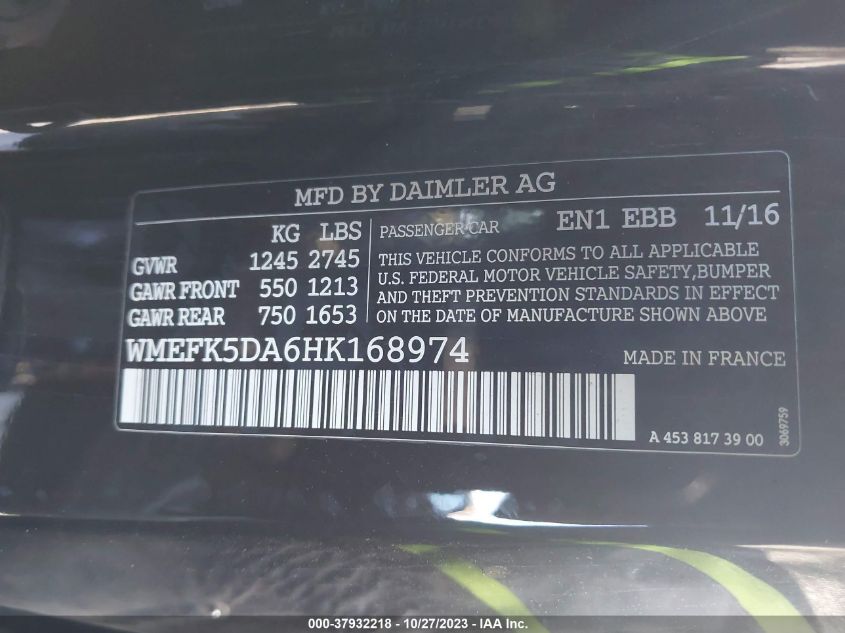 MFD BY DAIMLER AG
KG LBS
GVWR 1245 2745
GAWR FRONT 550 1213
GAWR REAR 750 1653
PASSENGER CAR EN1 EBB 11/16
THIS VEHICLE CONFORMS TO ALL APPLICABLE
U.S. FEDERAL MOTOR VEHICLE SAFETY,BUMPER
AND THEFT PREVENTION STANDARDS IN EFFECT
ON THE DATE OF MANUFACTURE SHOWN ABOVE.
WMEFK5DA6HK168974 MADE IN FRANCE
A 453 817 39 00
3069759
000-37932218 - 10/27/2023 - IAA Inc.